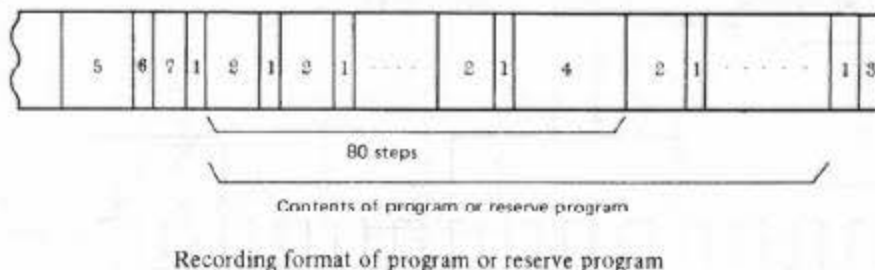 5 6 7 1 2 1 2 1 ..... 2 1 4 2 1 ...... 1 3
80 steps
Contents of program or reserve program
Recording format of program or reserve program